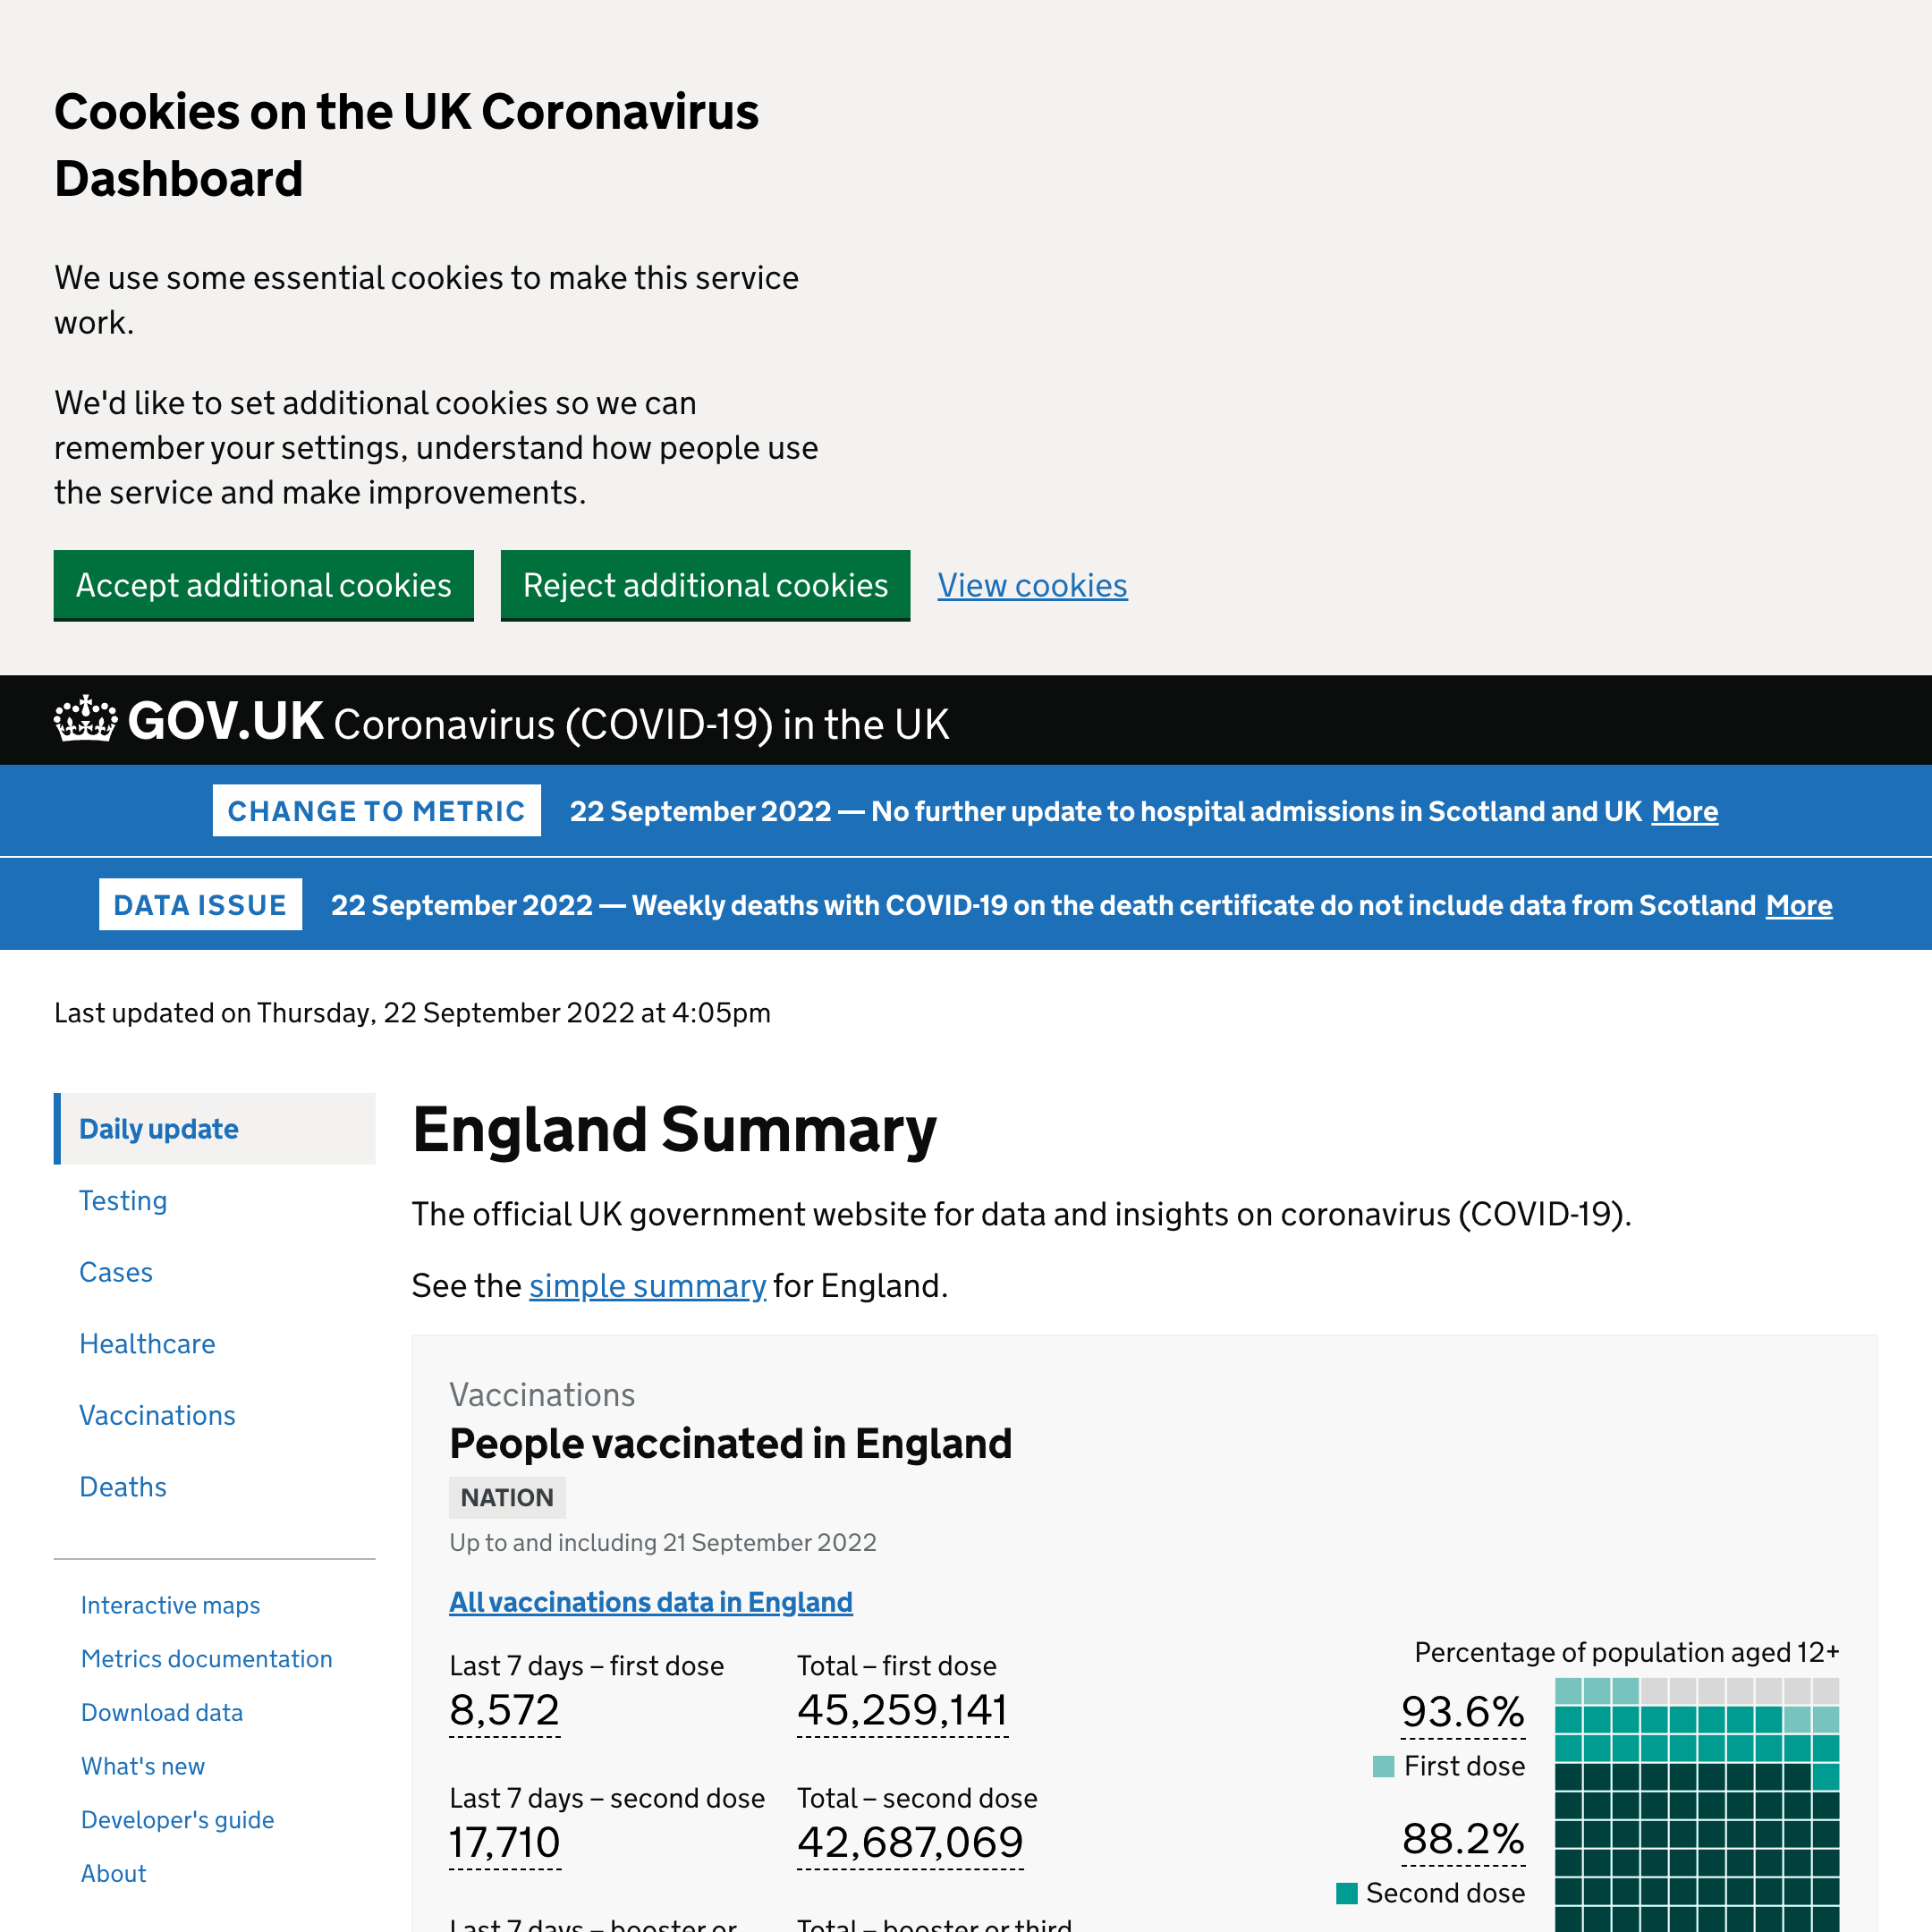 Cookies on the UK Coronavirus
Dashboard
We use some essential cookies to make this service
work.
We'd like to set additional cookies so we can
remember your settings, understand how people use
the service and make improvements.
Accept additional cookies
Reject additional cookies
View cookies
GOV.UK Coronavirus (COVID-19) in the UK
CHANGE TO METRIC 22 September 2022 — No further update to hospital admissions in Scotland and UK More
DATA ISSUE 22 September 2022 — Weekly deaths with COVID-19 on the death certificate do not include data from Scotland More
Last updated on Thursday, 22 September 2022 at 4:05pm
Daily update
Testing
Cases
Healthcare
Vaccinations
Deaths
Interactive maps
Metrics documentation
Download data
What's new
Developer's guide
About
England Summary
The official UK government website for data and insights on coronavirus (COVID-19).
See the simple summary for England.
Vaccinations
People vaccinated in England
NATION
Up to and including 21 September 2022
All vaccinations data in England
Last 7 days – first dose
8,572
Total – first dose
45,259,141
Last 7 days – second dose
17,710
Total – second dose
42,687,069
Last 7 days – booster or
Total – booster or third
Percentage of population aged 12+
93.6%
First dose
88.2%
Second dose